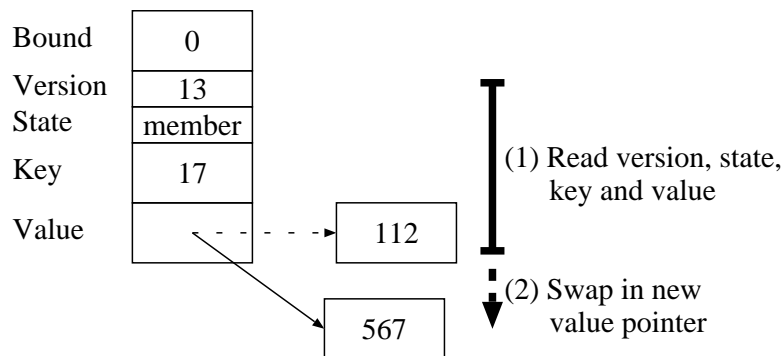 Bound
0
Version
13
State
member
Key
17
Value
112
567
(1) Read version, state,
key and value
(2) Swap in new
value pointer